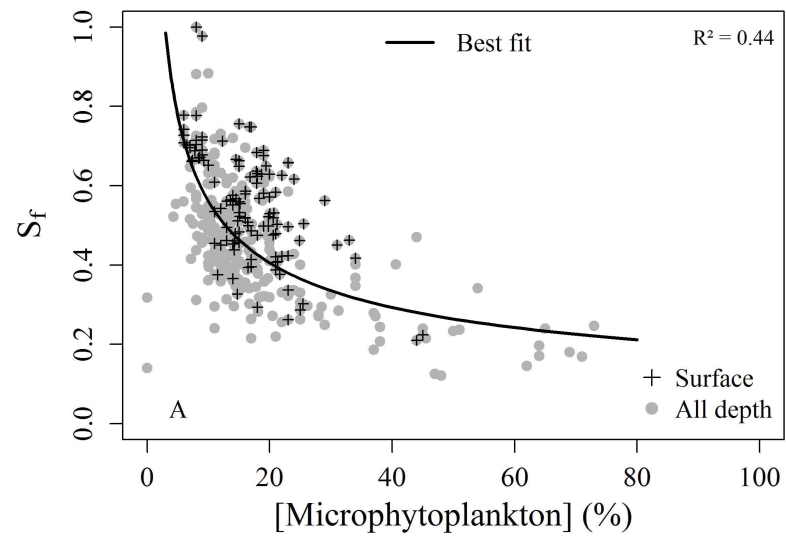 Best fit
R² = 0.44
1.0
0.8
0.6
0.4
0.2
0.0
S_f
A
Surface
All depth
0 20 40 60 80 100
[Microphytoplankton] (%)